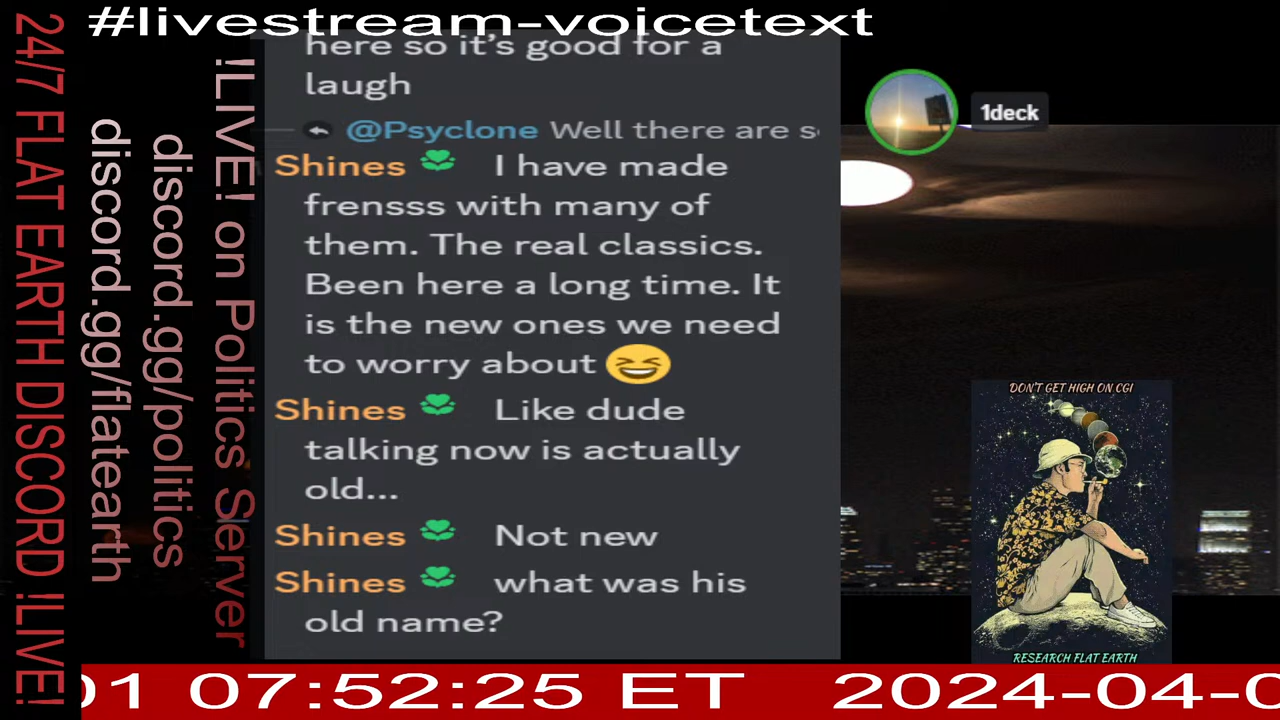 #livestream-voicetext
24/7 FLAT EARTH DISCORD !LIVE!
discord.gg/flatearth
discord.gg/politics
!LIVE! on Politics Server
here so it's good for a
laugh
@Psyclone Well there are
Shines I have made
frensss with many of
them. The real classics.
Been here a long time. It
is the new ones we need
to worry about
Shines Like dude
talking now is actually
old...
Shines Not new
Shines what was his
old name?
1deck
DON'T GET HIGH ON CGI
RESEARCH FLAT EARTH
01 07:52:25 ET 2024-04-0